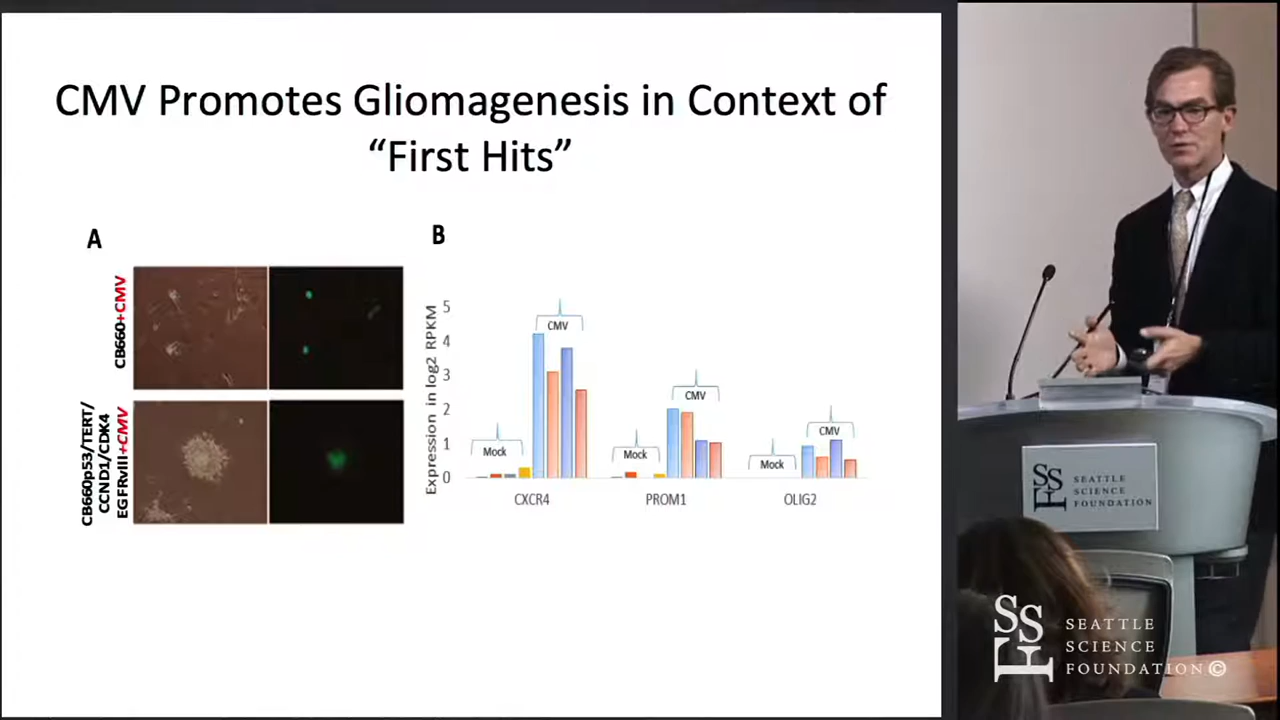 CMV Promotes Gliomagenesis in Context of
“First Hits”
A
CB660+CMV
CB660p53/TERT/
CCND1/CDK4
EGFRvIII+CMV
B
Expression in log2 RPKM
5
4
3
2
1
0
Mock
CMV
Mock
CMV
Mock
CMV
CXCR4
PROM1
OLIG2
SSF
SEATTLE
SCIENCE
FOUNDATION
SSF
SEATTLE
SCIENCE
FOUNDATION©